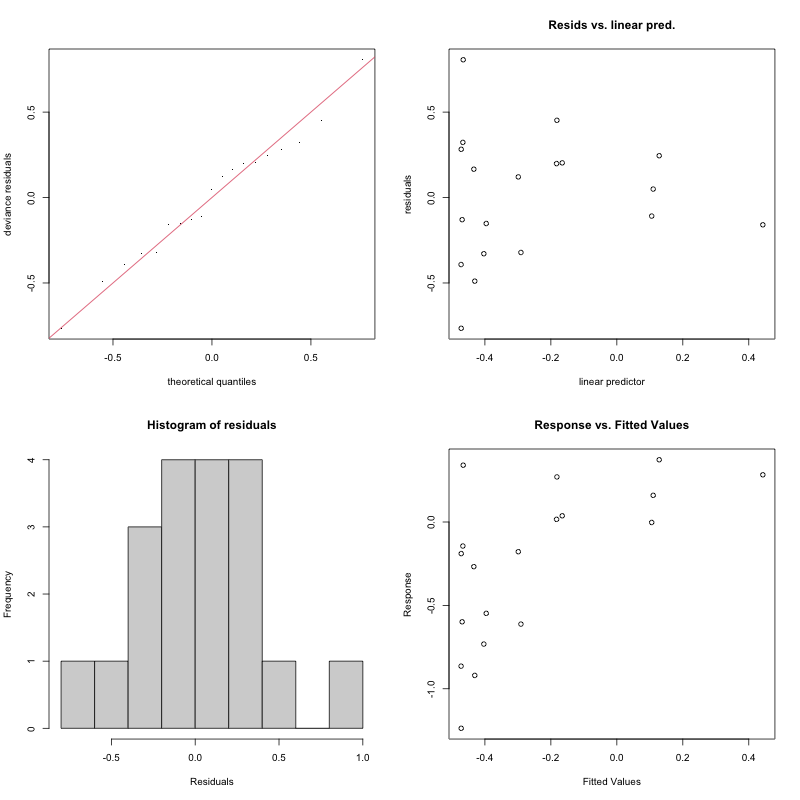 deviance residuals
-0.5 0.0 0.5
-0.5 0.0 0.5
theoretical quantiles
Resids vs. linear pred.
residuals
-0.5 0.0 0.5
-0.4 -0.2 0.0 0.2 0.4
linear predictor
Histogram of residuals
Frequency
0 1 2 3 4
-0.5 0.0 0.5 1.0
Residuals
Response vs. Fitted Values
Response
-1.0 -0.5 0.0
-0.4 -0.2 0.0 0.2 0.4
Fitted Values